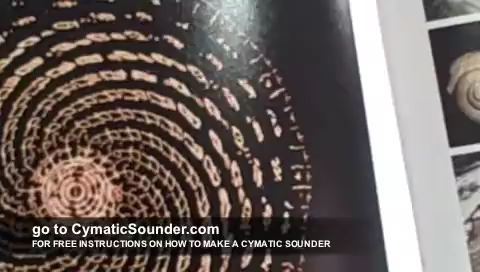 go to CymaticSounder.com
FOR FREE INSTRUCTIONS ON HOW TO MAKE A CYMATIC SOUNDER